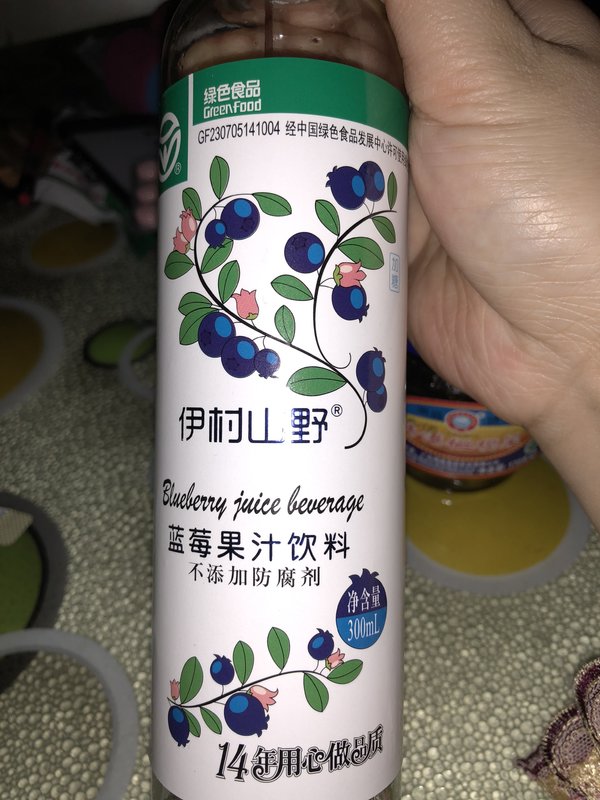 绿色食品
GreenFood
GF230705141004 经中国绿色食品发展中心许可使用
®
加糖
伊村山野®
Blueberry juice beverage
蓝莓果汁饮料
不添加防腐剂
净含量
300mL
14年用心做品质